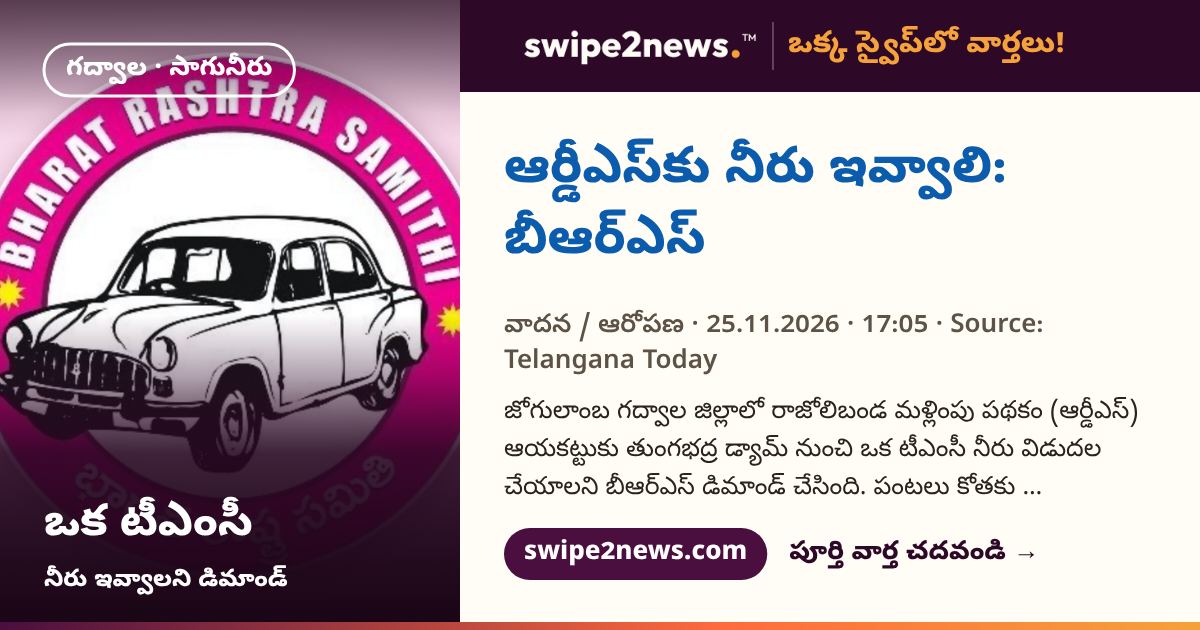 గద్వాల · సాగునీరు
BHARAT RASHTRA SAMITHI
ఒక టీఎంసీ
నీరు ఇవ్వాలని డిమాండ్
swipe2news.™ ఒక్క స్వైప్‌లో వార్తలు!
ఆర్డీఎస్‌కు నీరు ఇవ్వాలి:
బీఆర్ఎస్
వాదన / ఆరోపణ · 25.11.2026 · 17:05 · Source:
Telangana Today
జోగులాంబ గద్వాల జిల్లాలో రాజోలిబండ మళ్లింపు పథకం (ఆర్డీఎస్)
ఆయకట్టుకు తుంగభద్ర డ్యామ్ నుంచి ఒక టీఎంసీ నీరు విడుదల
చేయాలని బీఆర్ఎస్ డిమాండ్ చేసింది. పంటలు కోతకు ...
swipe2news.com పూర్తి వార్త చదవండి →